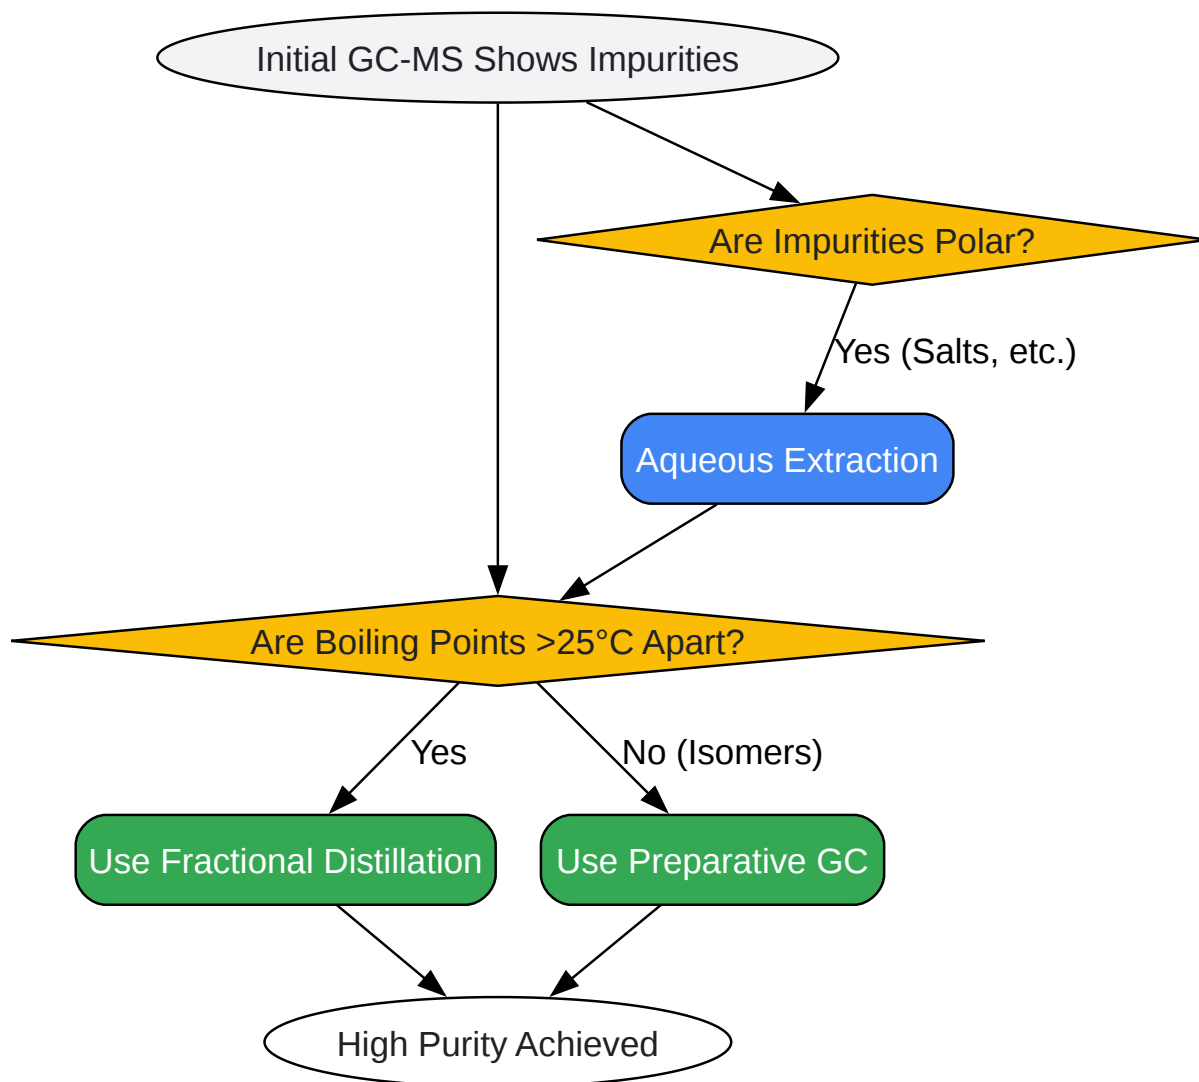 Initial GC-MS Shows Impurities
Are Impurities Polar?
Yes (Salts, etc.)
Aqueous Extraction
Are Boiling Points >25°C Apart?
Yes
No (Isomers)
Use Fractional Distillation
Use Preparative GC
High Purity Achieved